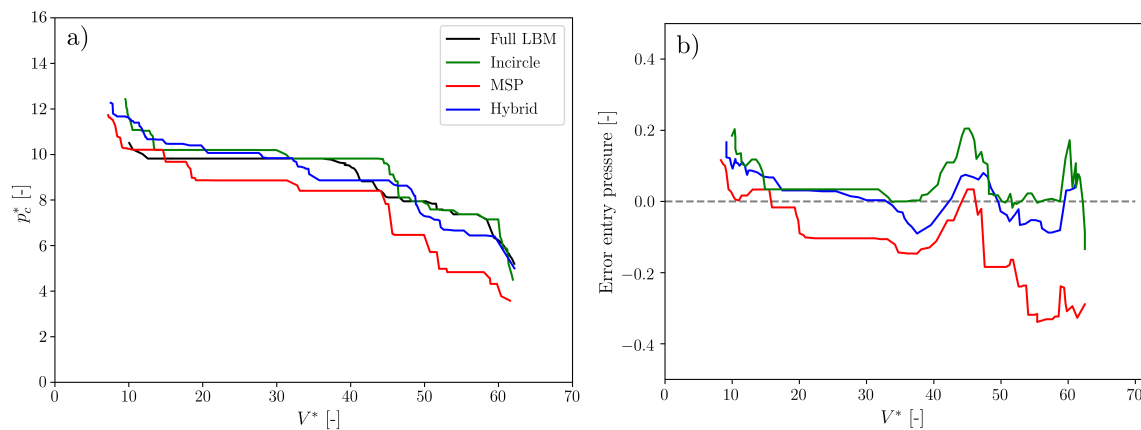 a)
16
14
12
10
8
6
4
2
0
p*c [-]
0 10 20 30 40 50 60 70
V* [-]
Full LBM
Incircle
MSP
Hybrid
b)
0.4
0.2
0.0
−0.2
−0.4
Error entry pressure [-]
0 10 20 30 40 50 60 70
V* [-]